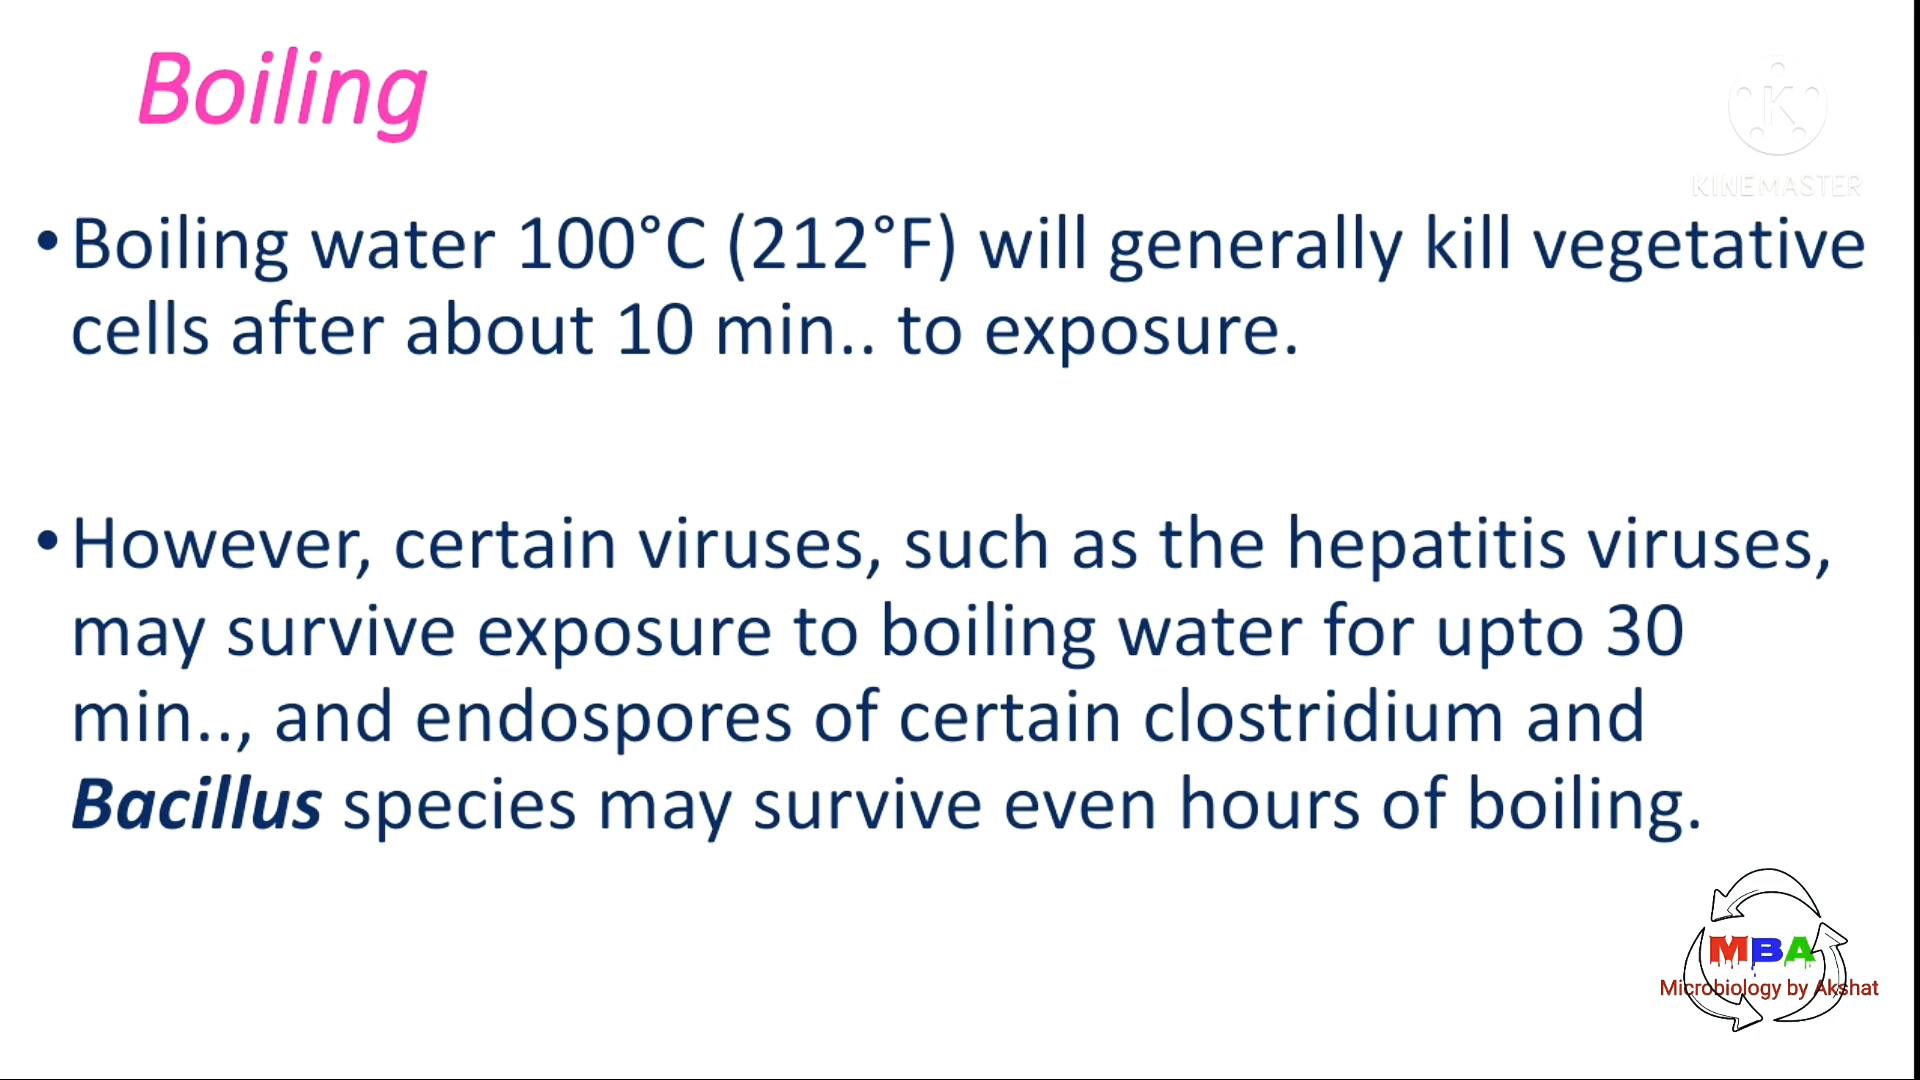 Boiling
K
KINEMASTER
•Boiling water 100°C (212°F) will generally kill vegetative
cells after about 10 min.. to exposure.
•However, certain viruses, such as the hepatitis viruses,
may survive exposure to boiling water for upto 30
min.., and endospores of certain clostridium and
Bacillus species may survive even hours of boiling.
MBA
Microbiology by Akshat